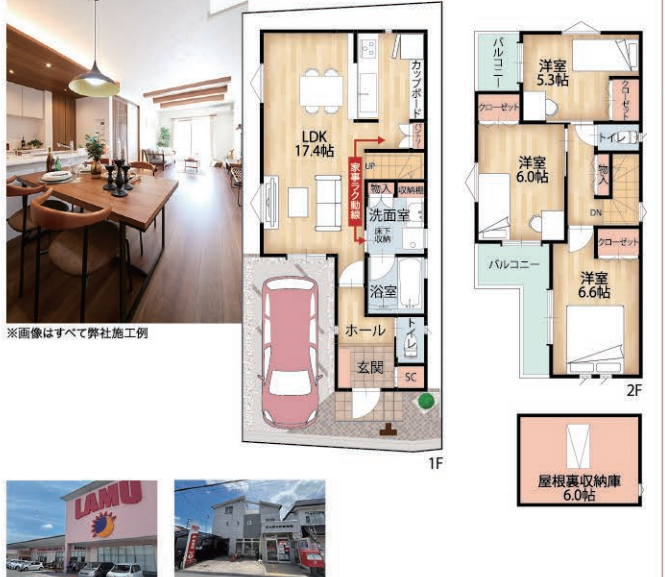 ※画像はすべて弊社施工例
LDK
17.4帖
カップボード
UP
家事ラク動線
物入
収納棚
洗面室
床下
収納
浴室
ホール
トイレ
玄関
SC
1F
バルコニー
洋室
5.3帖
クローゼット
クローゼット
トイレ
洋室
6.0帖
物入
DN
クローゼット
バルコニー
洋室
6.6帖
2F
屋根裏収納庫
6.0帖
LAMU